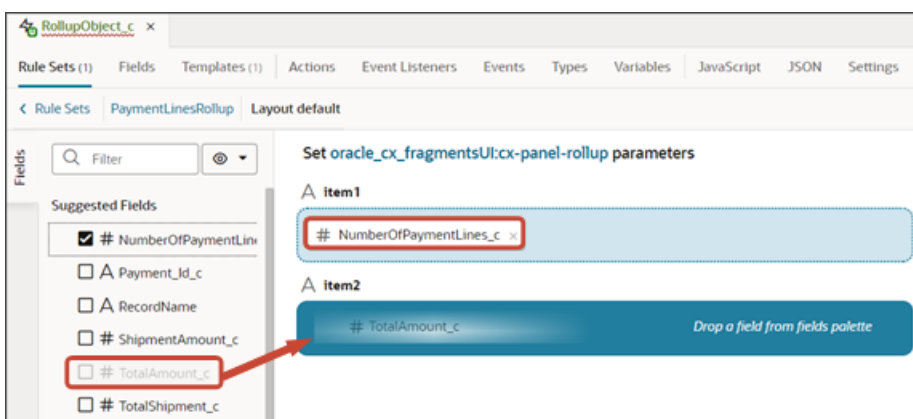 RollupObject_c ×
Rule Sets (1) Fields Templates (1) Actions Event Listeners Events Types Variables JavaScript JSON Settings
< Rule Sets PaymentLinesRollup Layout default
Fields
Filter
Set oracle_cx_fragmentsUI:cx-panel-rollup parameters
A item1
Suggested Fields
# NumberOfPaymentLines_c ×
# NumberOfPaymentLin
A Payment_Id_c
A item2
A RecordName
# TotalAmount_c Drop a field from fields palette
# ShipmentAmount_c
# TotalAmount_c
# TotalShipment_c